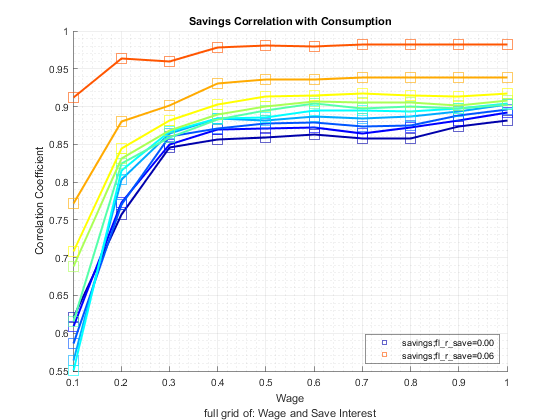 Savings Correlation with Consumption
Correlation Coefficient
1
0.95
0.9
0.85
0.8
0.75
0.7
0.65
0.6
0.55
0.1 0.2 0.3 0.4 0.5 0.6 0.7 0.8 0.9 1
savings;fl_r_save=0.00
savings;fl_r_save=0.06
Wage
full grid of: Wage and Save Interest